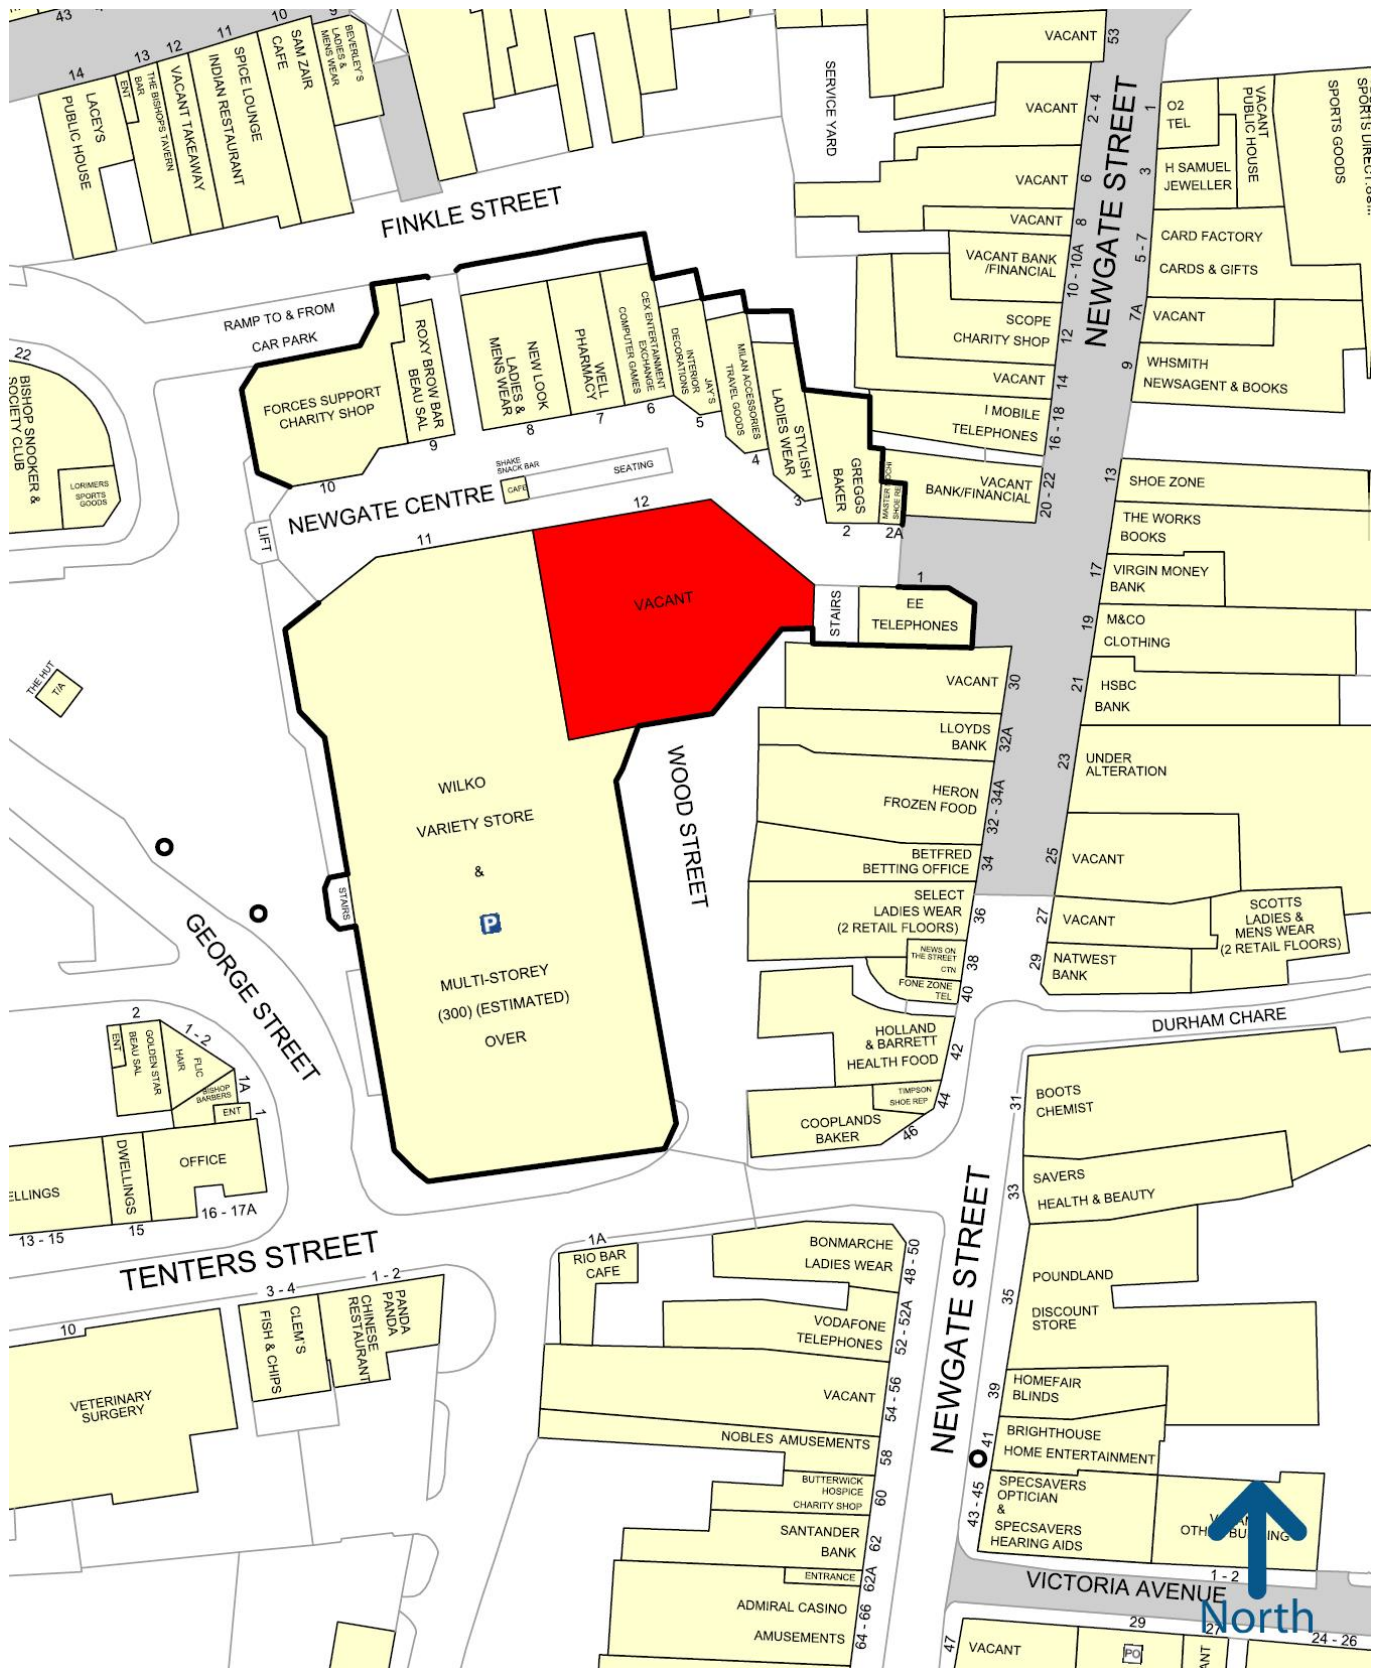 43
14
LACEYS
PUBLIC HOUSE
ENT
13
BAR
THE BISHOPS TAVERN
12
VACANT TAKEAWAY
11
SPICE LOUNGE
INDIAN RESTAURANT
10
SAM ZAIR
CAFE
9
BEVERLEY'S
LADIES &
MENS WEAR
SERVICE YARD
VACANT
53
VACANT
2 - 4
VACANT
6
VACANT
8
VACANT BANK
/FINANCIAL
10 - 10A
SCOPE
CHARITY SHOP
12
VACANT
14
I MOBILE
TELEPHONES
16 - 18
VACANT
BANK/FINANCIAL
20 - 22
NEWGATE STREET
1
O2
TEL
VACANT
PUBLIC HOUSE
SPORTS GOODS
3
H SAMUEL
JEWELLER
5 - 7
CARD FACTORY
CARDS & GIFTS
7A
VACANT
9
WHSMITH
NEWSAGENT & BOOKS
13
SHOE ZONE
THE WORKS
BOOKS
17
VIRGIN MONEY
BANK
19
M&CO
CLOTHING
21
HSBC
BANK
23
UNDER
ALTERATION
25
VACANT
27
VACANT
SCOTTS
LADIES &
MENS WEAR
(2 RETAIL FLOORS)
29
NATWEST
BANK
FINKLE STREET
RAMP TO & FROM
CAR PARK
22
BISHOP SNOOKER &
SOCIETY CLUB
LORIMERS
SPORTS
GOODS
FORCES SUPPORT
CHARITY SHOP
10
ROXY BROW BAR
BEAU SAL
9
NEW LOOK
LADIES &
MENS WEAR
8
WELL
PHARMACY
7
CEX ENTERTAINMENT
EXCHANGE
COMPUTER GAMES
6
JAY'S
INTERIOR
DECORATIONS
5
MILAN ACCESSORIES
TRAVEL GOODS
4
STYLISH
LADIES WEAR
3
GREGGS
BAKER
2
2A
SHAKE
SNACK BAR
CAFE
SEATING
NEWGATE CENTRE
LIFT
11
12
VACANT
STAIRS
1
EE
TELEPHONES
THE HUT
T/A
WILKO
VARIETY STORE
&
P
MULTI-STOREY
(300) (ESTIMATED)
OVER
STAIRS
WOOD STREET
GEORGE STREET
VACANT
30
LLOYDS
BANK
32A
HERON
FROZEN FOOD
32 - 34A
BETFRED
BETTING OFFICE
34
SELECT
LADIES WEAR
(2 RETAIL FLOORS)
36
NEWS ON
THE STREET
CTN
38
FONE ZONE
TEL
40
HOLLAND
& BARRETT
HEALTH FOOD
42
TIMPSON
SHOE REP
44
COOPLANDS
BAKER
46
DURHAM CHARE
31
BOOTS
CHEMIST
33
SAVERS
HEALTH & BEAUTY
35
POUNDLAND
DISCOUNT
STORE
39
HOMEFAIR
BLINDS
41
BRIGHTHOUSE
HOME ENTERTAINMENT
43 - 45
SPECSAVERS
OPTICIAN
&
SPECSAVERS
HEARING AIDS
1 - 2
VICTORIA AVENUE
North
47
VACANT
29
PO
27
24 - 26
NEWGATE STREET
2
ENT
GOLDEN STAR
BEAU SAL
1 - 2
FLIC
HAIR
1A
BISHOP
BARBERS
ENT
1
OFFICE
16 - 17A
DWELLINGS
15
ELLINGS
13 - 15
TENTERS STREET
3 - 4
CLEM'S
FISH & CHIPS
1 - 2
PANDA
PANDA
CHINESE
RESTAURANT
10
VETERINARY
SURGERY
1A
RIO BAR
CAFE
BONMARCHE
LADIES WEAR
48 - 50
VODAFONE
TELEPHONES
52 - 52A
VACANT
54 - 56
NOBLES AMUSEMENTS
58
BUTTERWICK
HOSPICE
CHARITY SHOP
60
SANTANDER
BANK
62
ENTRANCE
62A
ADMIRAL CASINO
AMUSEMENTS
64 - 66